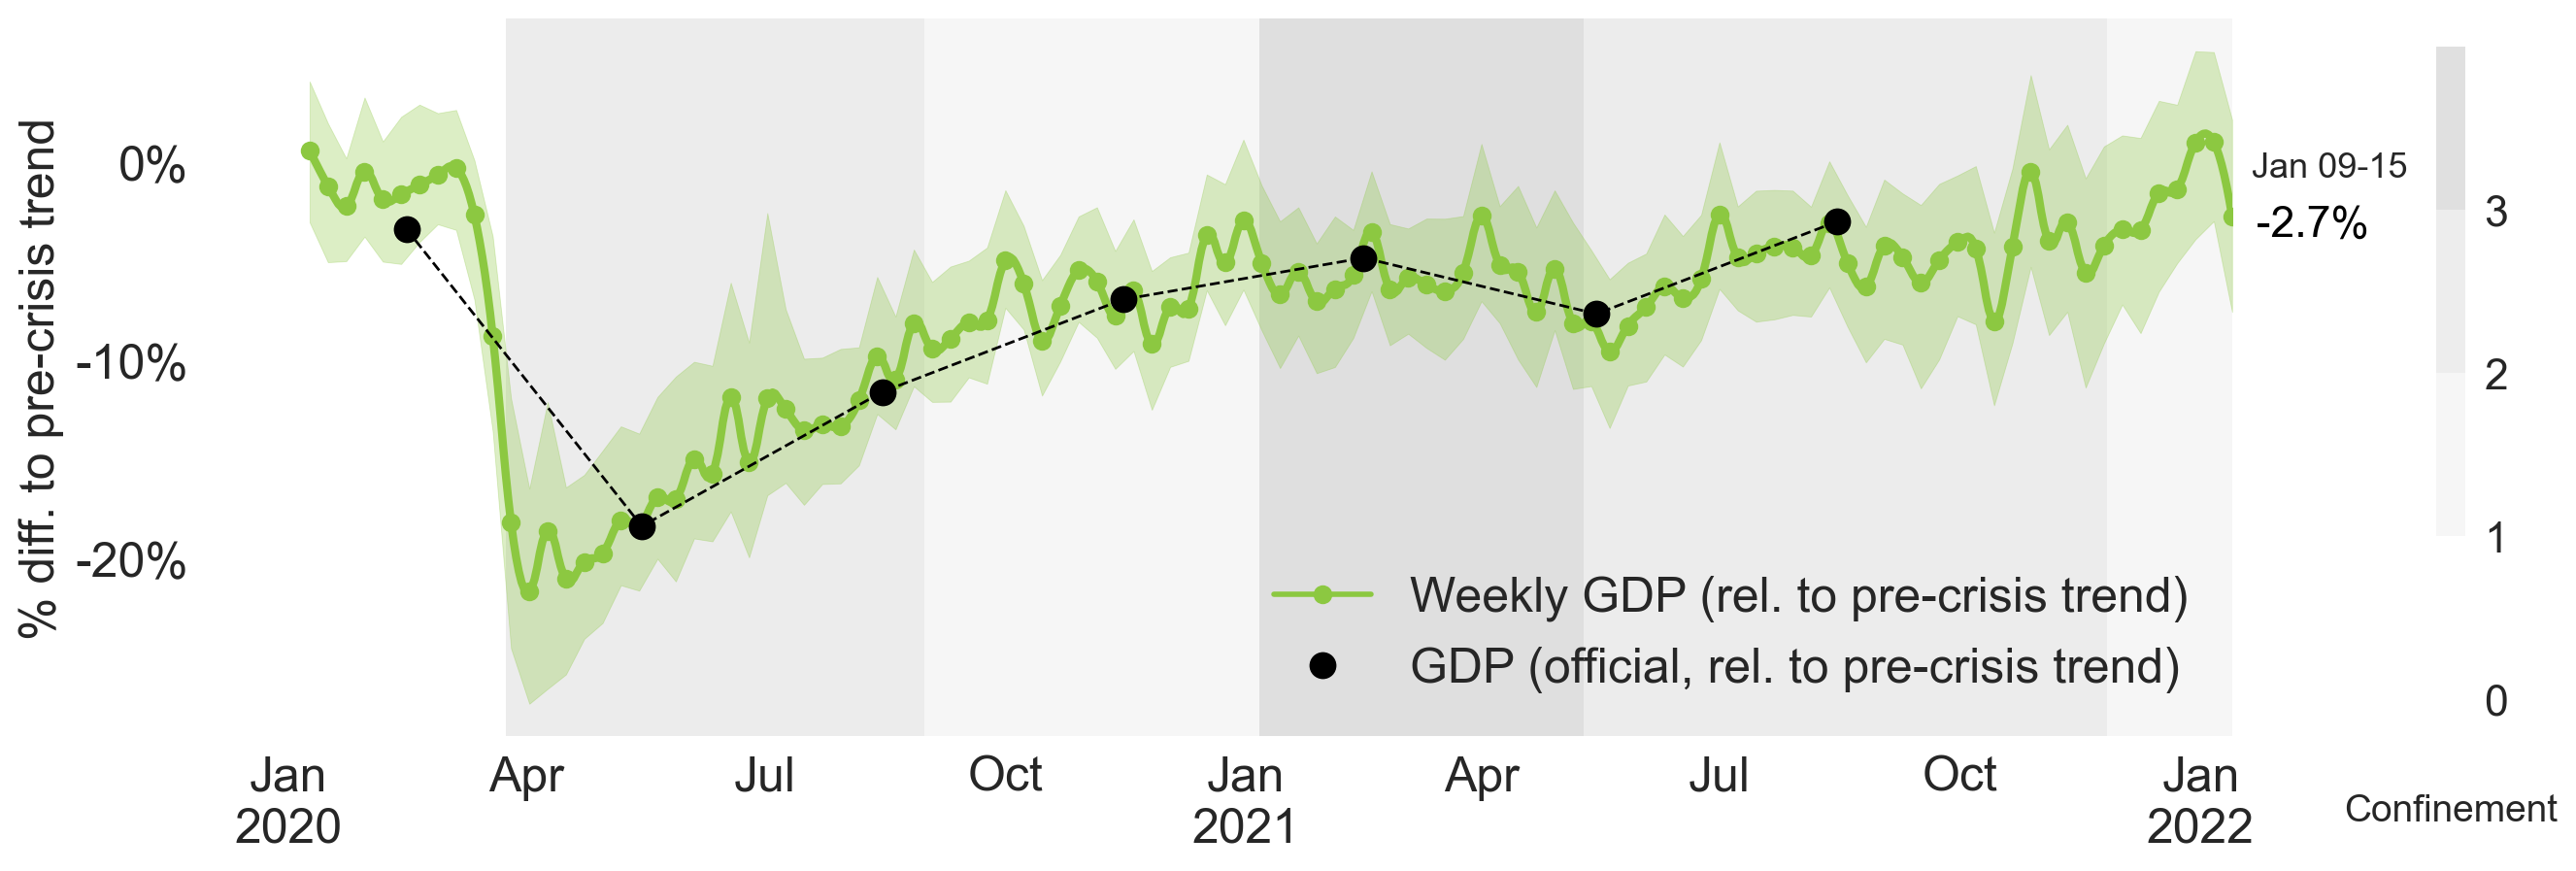 % diff. to pre-crisis trend
0%
-10%
-20%
Jan 09-15
-2.7%
3
2
1
0
Weekly GDP (rel. to pre-crisis trend)
GDP (official, rel. to pre-crisis trend)
Jan Apr Jul Oct Jan Apr Jul Oct Jan
2020 2021 2022
Confinement